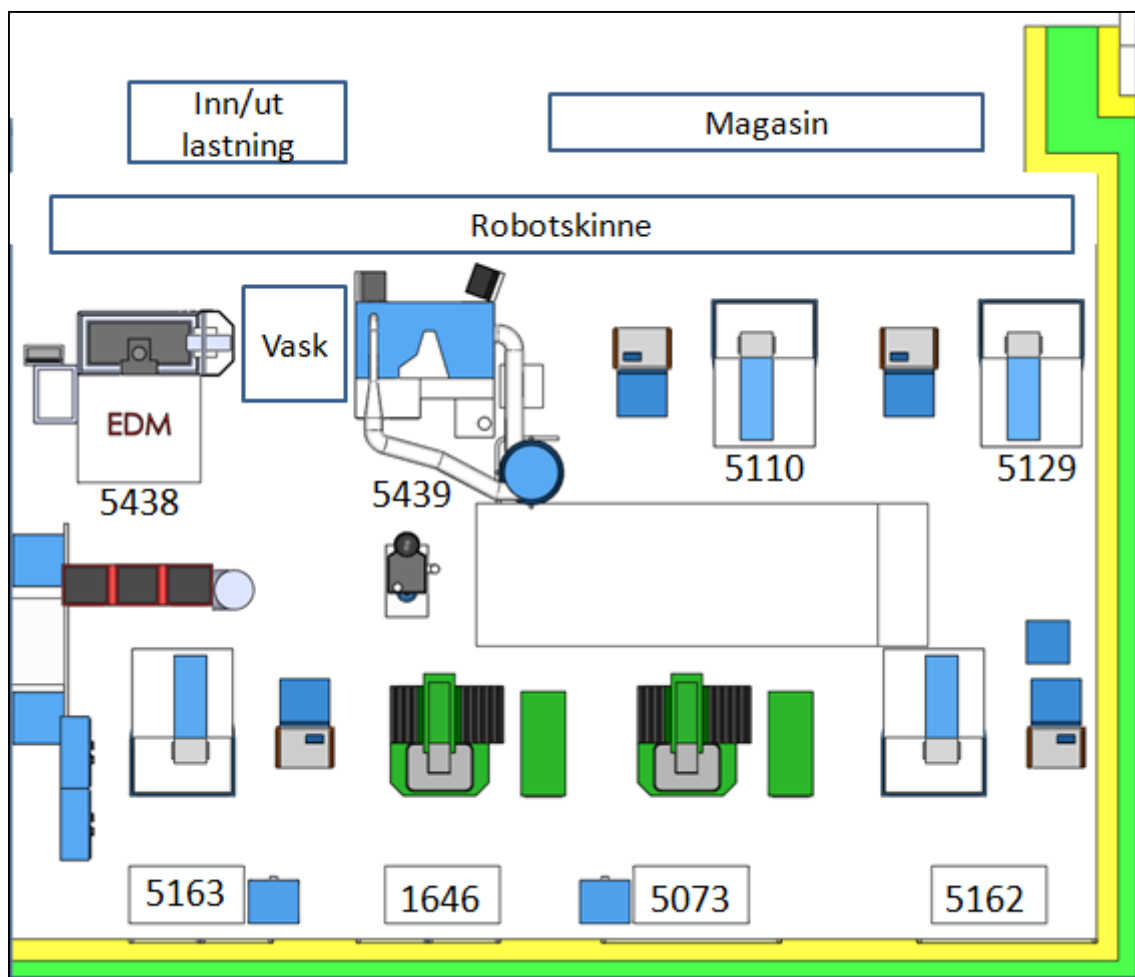 Inn/ut
lastning
Magasin
Robotskinne
Vask
EDM
5438
5439
5110
5129
5163
1646
5073
5162